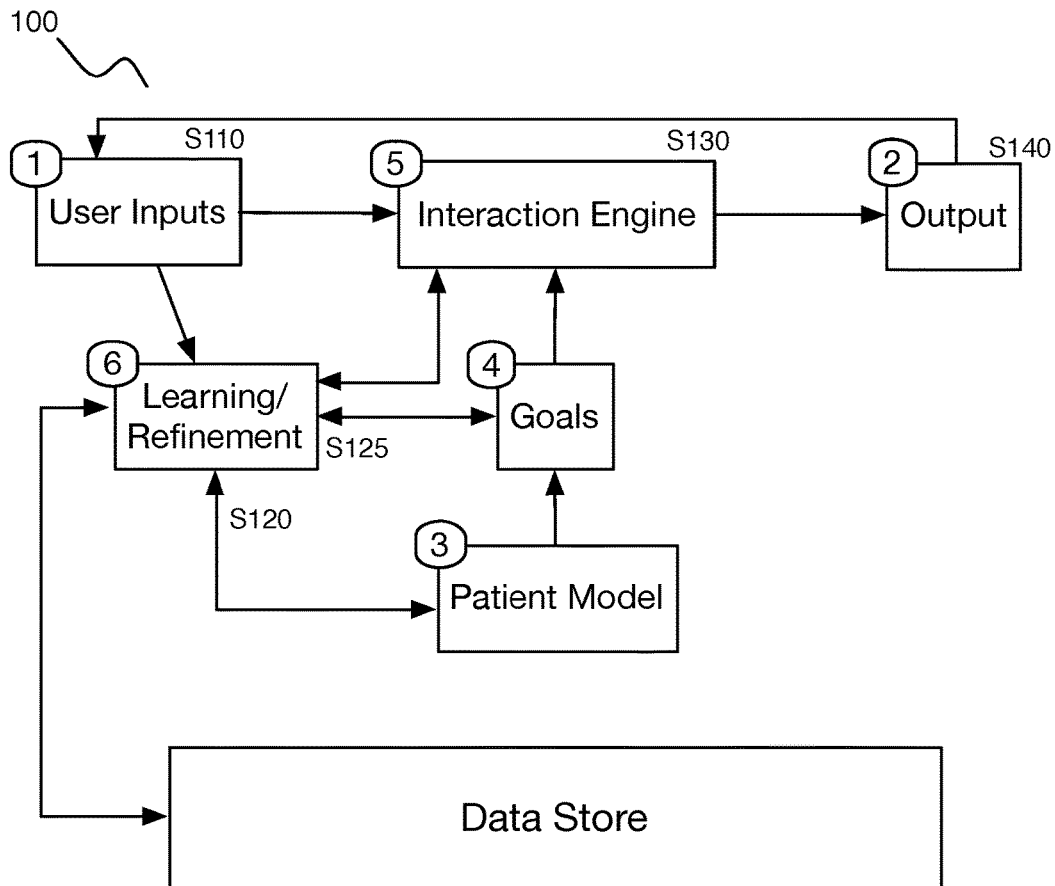 100
S110
S130
S140
1
User Inputs
5
Interaction Engine
2
Output
6
Learning/
Refinement
4
Goals
S125
S120
3
Patient Model
Data Store